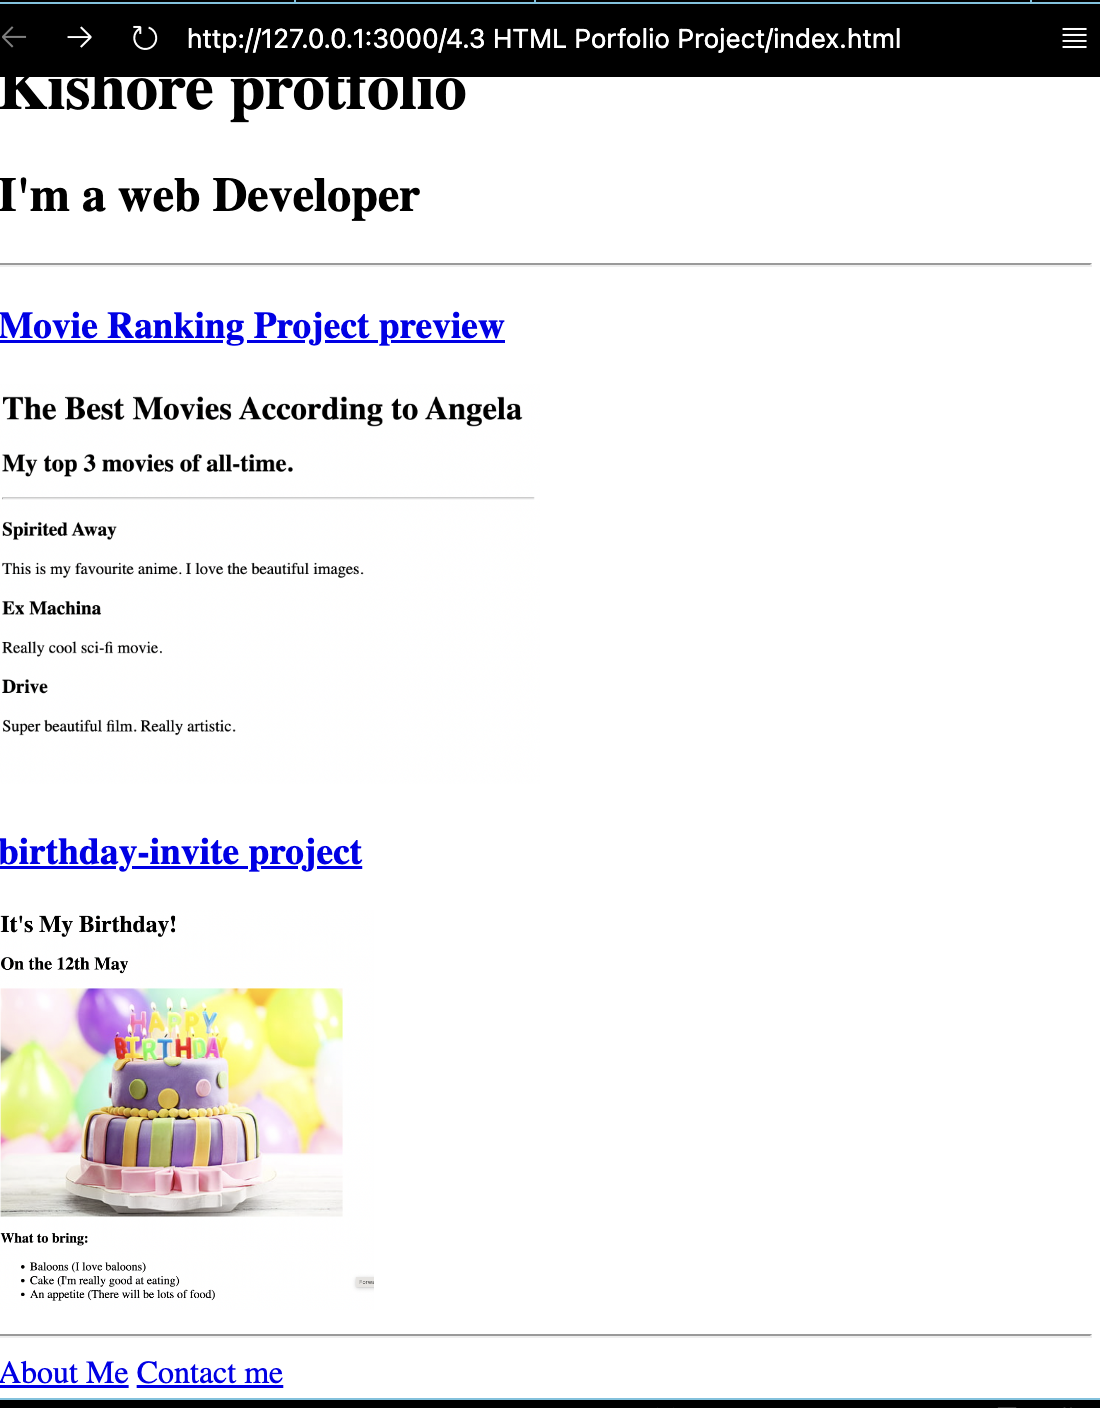 http://127.0.0.1:3000/4.3 HTML Porfolio Project/index.html
Kishore protfolio
I'm a web Developer
Movie Ranking Project preview
The Best Movies According to Angela
My top 3 movies of all-time.
Spirited Away
This is my favourite anime. I love the beautiful images.
Ex Machina
Really cool sci-fi movie.
Drive
Super beautiful film. Really artistic.
birthday-invite project
It's My Birthday!
On the 12th May
HAPPY
BIRTHDA
What to bring:
Baloons (I love baloons)
Cake (I'm really good at eating)
An appetite (There will be lots of food)
About Me Contact me